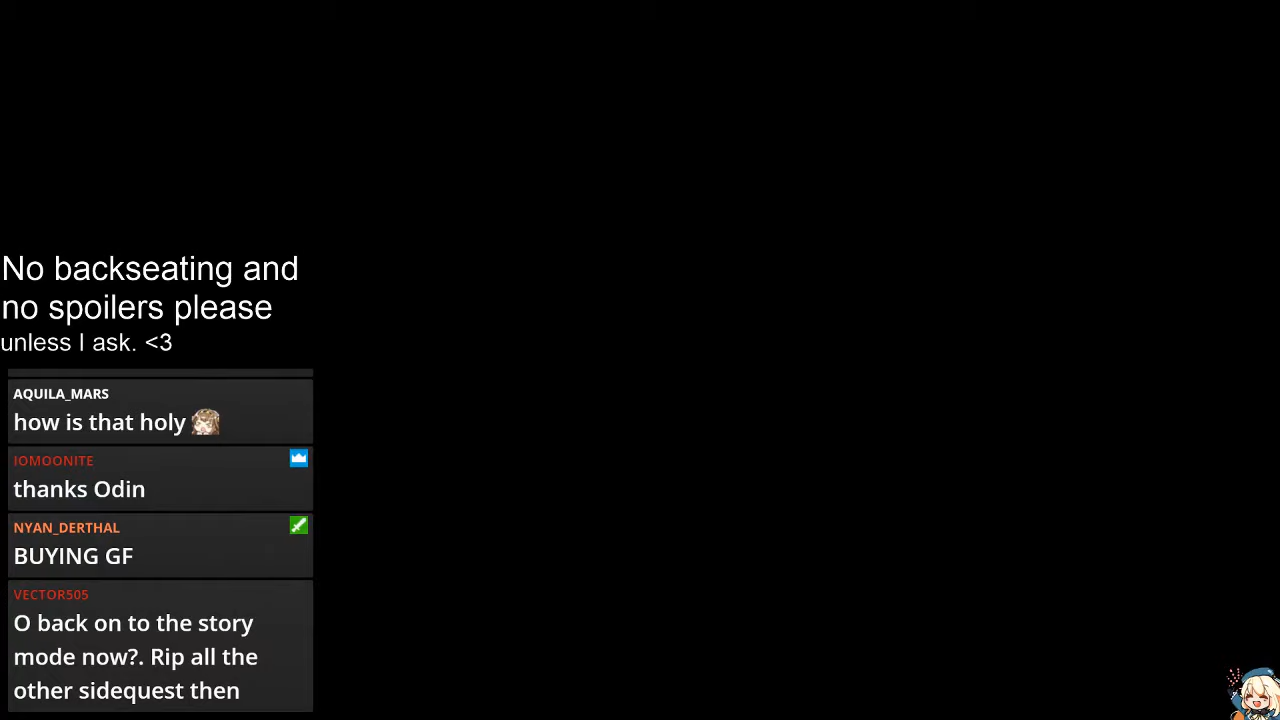 No backseating and
no spoilers please
unless I ask. <3
AQUILA_MARS
how is that holy
IOMOONITE
thanks Odin
NYAN_DERTHAL
BUYING GF
VECTOR505
O back on to the story
mode now?. Rip all the
other sidequest then